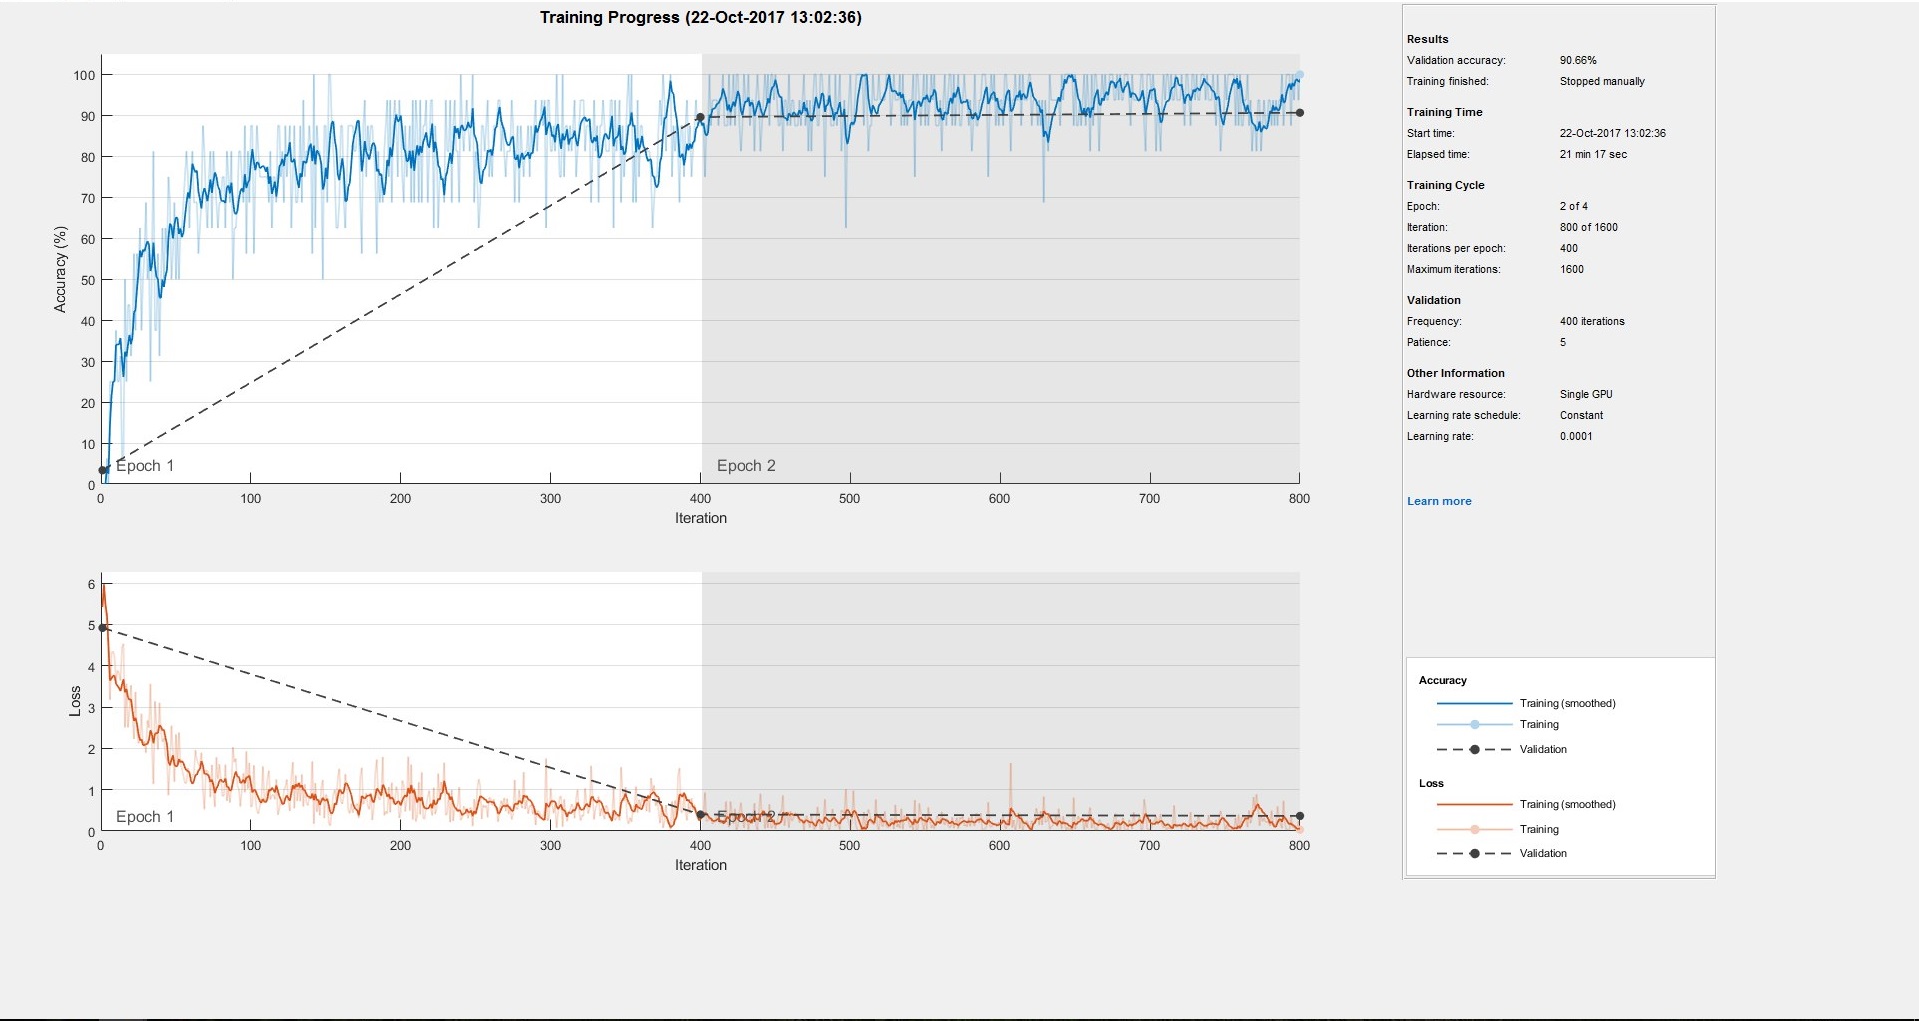 Training Progress (22-Oct-2017 13:02:36)
100
90
80
70
60
50
40
30
20
10
0
Accuracy (%)
Epoch 1
Epoch 2
0 100 200 300 400 500 600 700 800
Iteration
6
5
4
3
2
1
0
Loss
Epoch 1
Epoch 2
0 100 200 300 400 500 600 700 800
Iteration
Results
Validation accuracy: 90.66%
Training finished: Stopped manually
Training Time
Start time: 22-Oct-2017 13:02:36
Elapsed time: 21 min 17 sec
Training Cycle
Epoch: 2 of 4
Iteration: 800 of 1600
Iterations per epoch: 400
Maximum iterations: 1600
Validation
Frequency: 400 iterations
Patience: 5
Other Information
Hardware resource: Single GPU
Learning rate schedule: Constant
Learning rate: 0.0001
Learn more
Accuracy
Training (smoothed)
Training
Validation
Loss
Training (smoothed)
Training
Validation